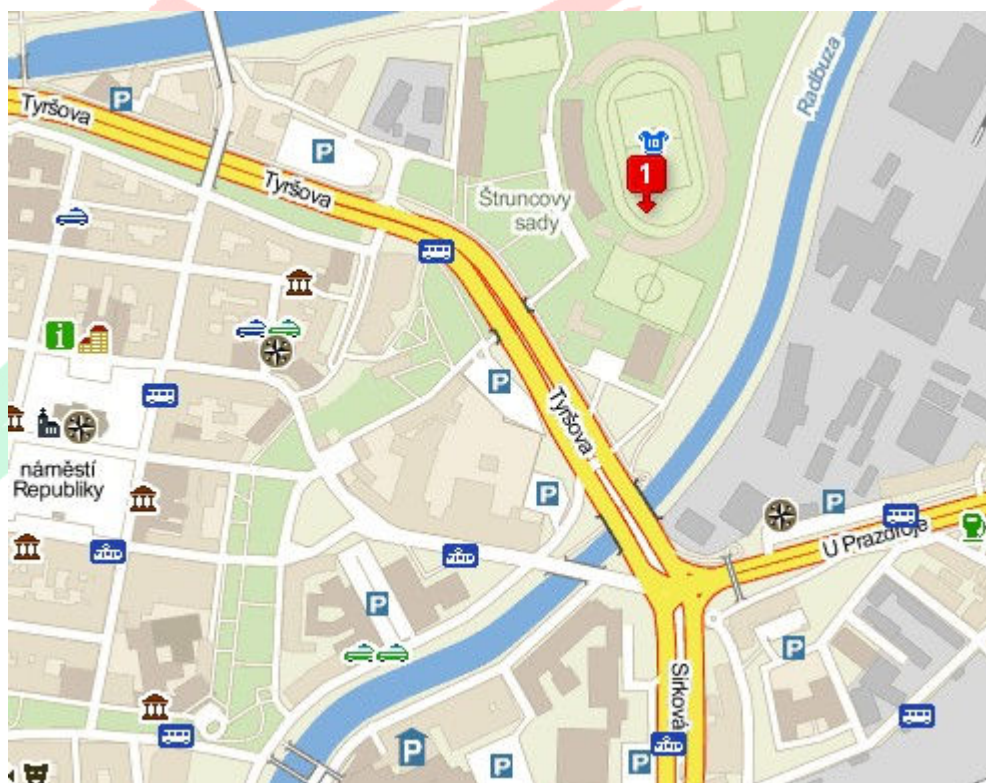 Radbuza
Tyršova
P
10
P
1
Tyršova
Štruncovy
sady
i
P
Tyršova
náměstí
Republiky
P
P
U Prazdroje
P
P
Sirková
P
P
P